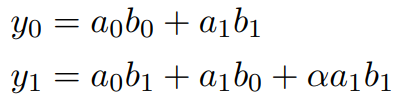 y₀ = a₀b₀ + a₁b₁
y₁ = a₀b₁ + a₁b₀ + αa₁b₁